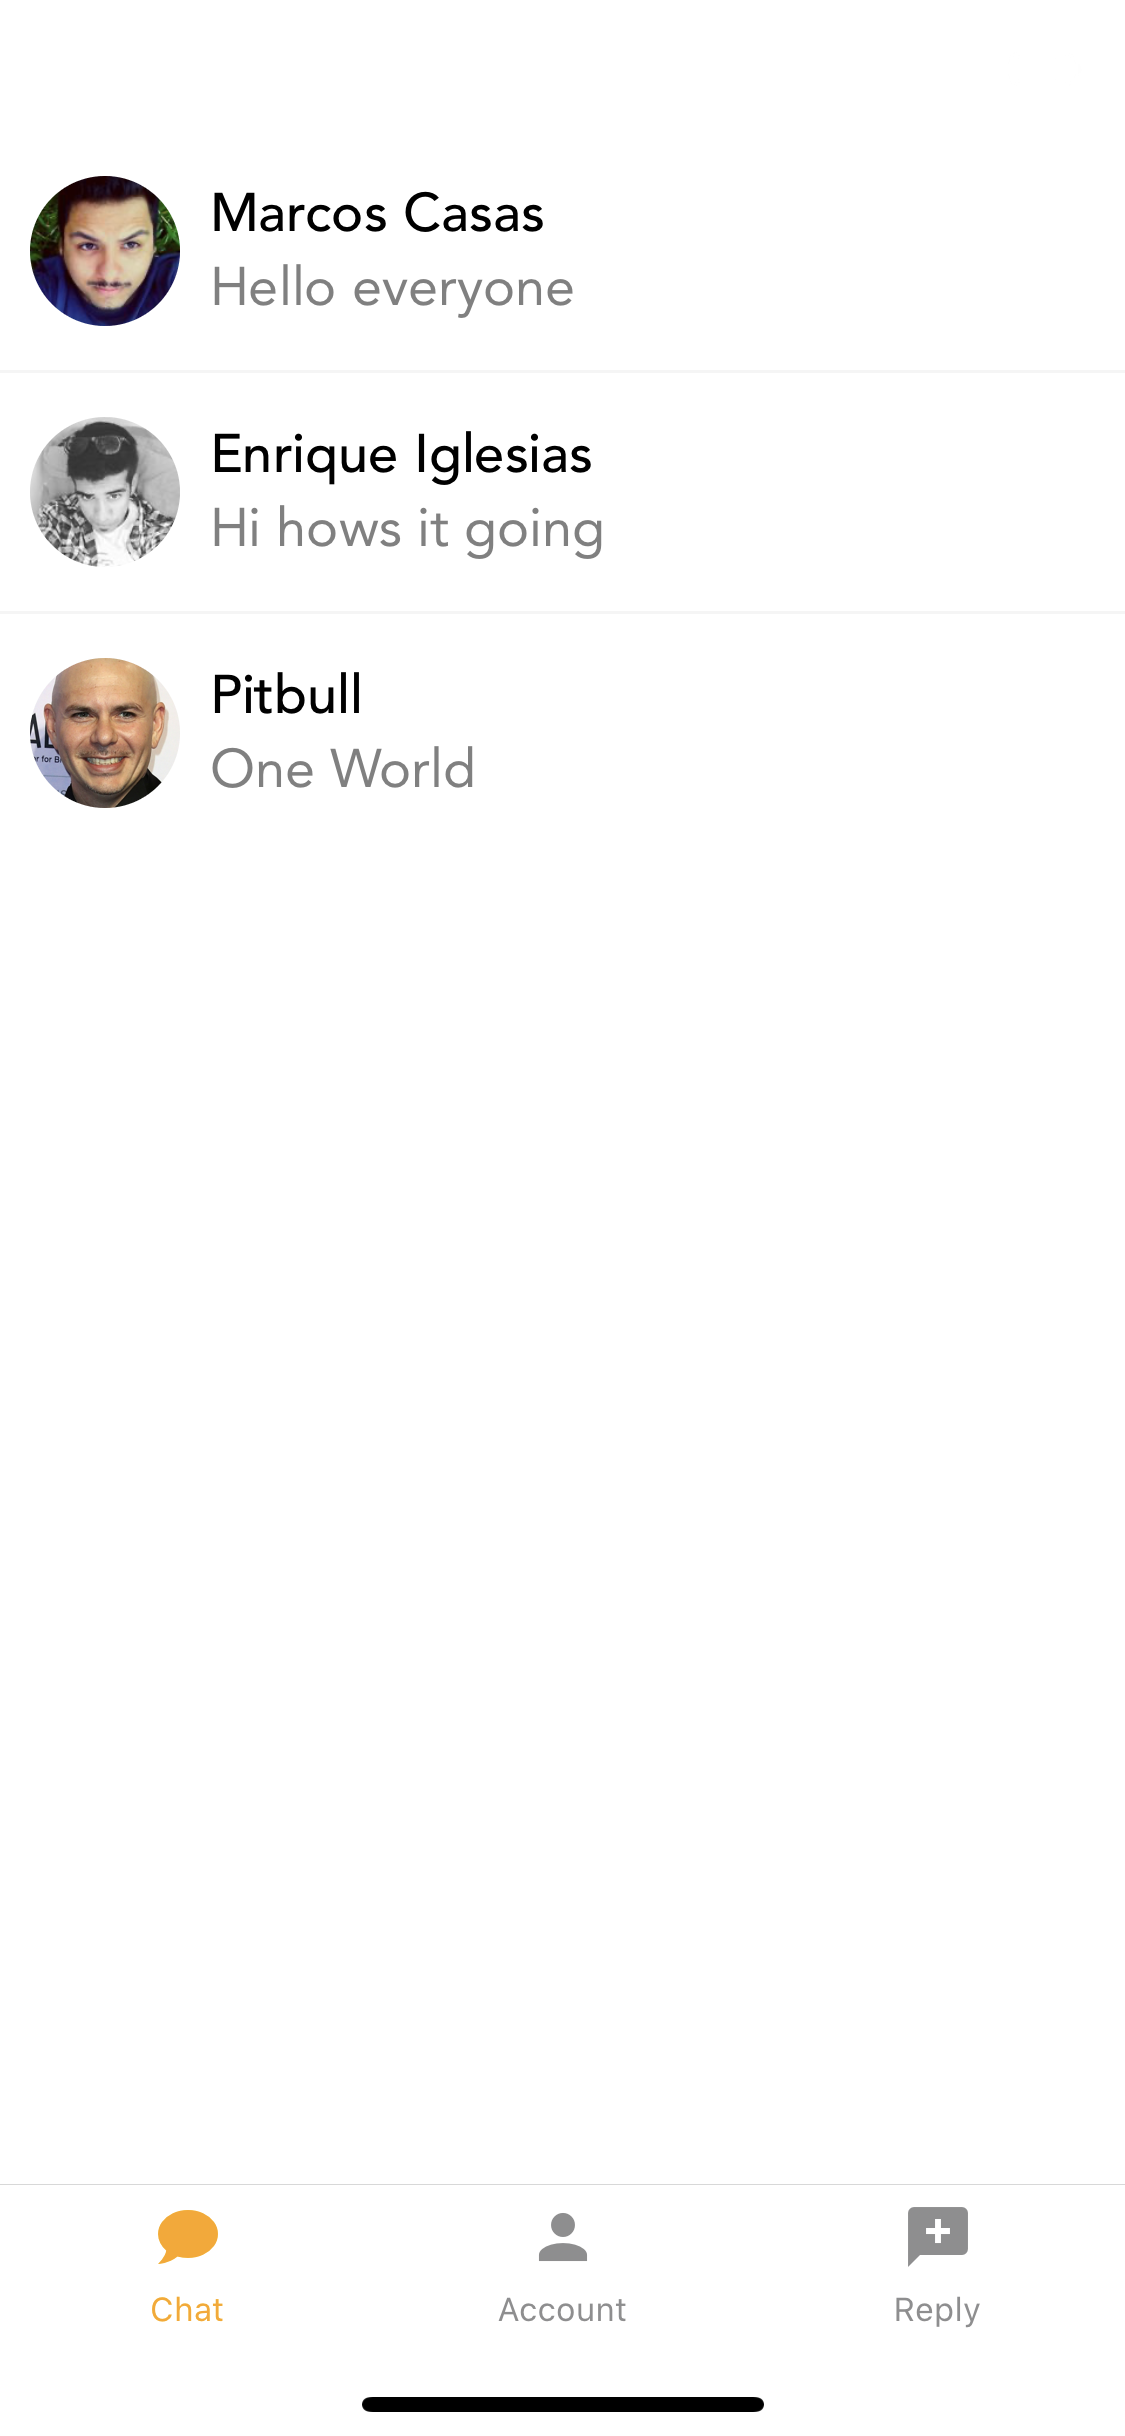 Marcos Casas
Hello everyone
Enrique Iglesias
Hi hows it going
Pitbull
One World
Chat
Account
Reply